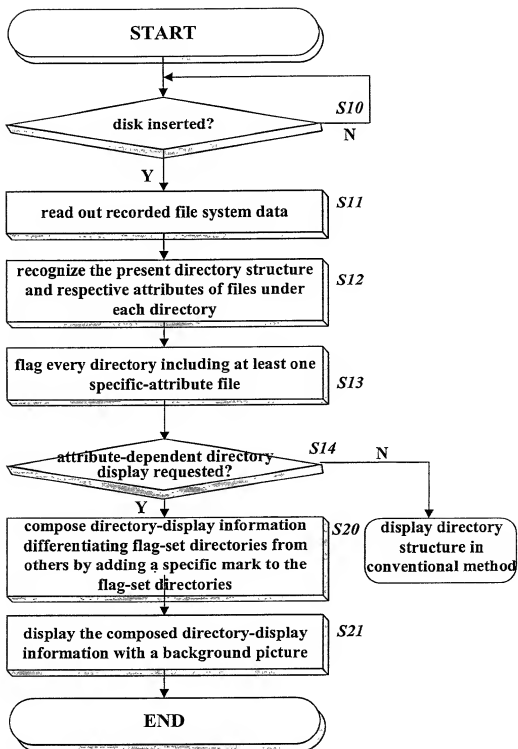 START
disk inserted?
S10
N
Y
read out recorded file system data
S11
recognize the present directory structure
and respective attributes of files under
each directory
S12
flag every directory including at least one
specific-attribute file
S13
attribute-dependent directory
display requested?
S14
N
Y
compose directory-display information
differentiating flag-set directories from
others by adding a specific mark to the
flag-set directories
S20
display directory
structure in
conventional method
display the composed directory-display
information with a background picture
S21
END